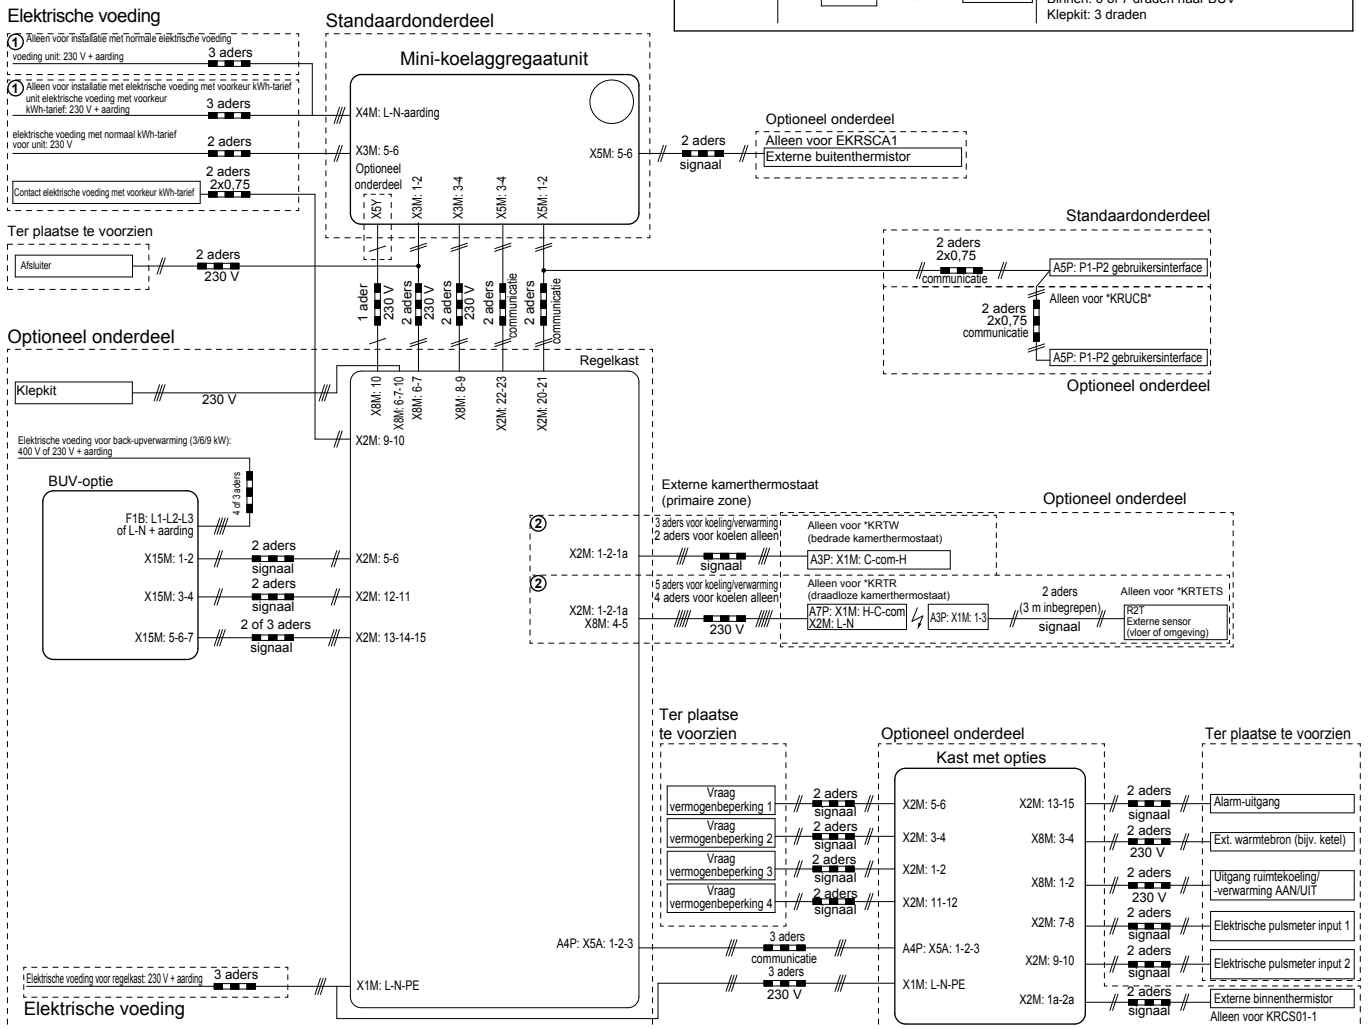 Binnen: 6 of 7 draden naar BUV
Klepkit: 3 draden
Elektrische voeding
① Alleen voor installatie met normale elektrische voeding
voeding unit: 230 V + aarding
3 aders
① Alleen voor installatie met elektrische voeding met voorkeur kWh-tarief
unit elektrische voeding met voorkeur
kWh-tarief: 230 V + aarding
3 aders
elektrische voeding met normaal kWh-tarief
voor unit: 230 V
2 aders
Contact elektrische voeding met voorkeur kWh-tarief
2 aders
2x0,75
Standaardonderdeel
Mini-koelaggregaatunit
X4M: L-N-aarding
X3M: 5-6
Optioneel
onderdeel
X5Y
X3M: 1-2
X3M: 3-4
X5M: 3-4
X5M: 1-2
X5M: 5-6
2 aders
signaal
Optioneel onderdeel
Alleen voor EKRSCA1
Externe buitenthermistor
Ter plaatse te voorzien
Afsluiter
2 aders
230 V
1 ader
230 V
2 aders
230 V
2 aders
230 V
2 aders
communicatie
2 aders
communicatie
Standaardonderdeel
2 aders
2x0,75
communicatie
A5P: P1-P2 gebruikersinterface
Alleen voor *KRUCB*
2 aders
2x0,75
communicatie
A5P: P1-P2 gebruikersinterface
Optioneel onderdeel
Optioneel onderdeel
Regelkast
Klepkit
230 V
X8M: 10
X8M: 6-7-10
X8M: 6-7
X8M: 8-9
X2M: 22-23
X2M: 20-21
X2M: 9-10
Elektrische voeding voor back-upverwarming (3/6/9 kW):
400 V of 230 V + aarding
4 of 3 aders
BUV-optie
F1B: L1-L2-L3
of L-N + aarding
X15M: 1-2
2 aders
signaal
X2M: 5-6
X15M: 3-4
2 aders
signaal
X2M: 12-11
X15M: 5-6-7
2 of 3 aders
signaal
X2M: 13-14-15
Externe kamerthermostaat
(primaire zone)
Optioneel onderdeel
②
X2M: 1-2-1a
3 aders voor koeling/verwarming
2 aders voor koelen alleen
signaal
Alleen voor *KRTW
(bedrade kamerthermostaat)
A3P: X1M: C-com-H
②
X2M: 1-2-1a
X8M: 4-5
5 aders voor koeling/verwarming
4 aders voor koelen alleen
230 V
Alleen voor *KRTR
(draadloze kamerthermostaat)
A7P: X1M: H-C-com
X2M: L-N
A3P: X1M: 1-3
2 aders
(3 m inbegrepen)
signaal
Alleen voor *KRTETS
R2T
Externe sensor
(vloer of omgeving)
Ter plaatse
te voorzien
Optioneel onderdeel
Ter plaatse te voorzien
Kast met opties
Vraag
vermogenbeperking 1
2 aders
signaal
X2M: 5-6
Vraag
vermogenbeperking 2
2 aders
signaal
X2M: 3-4
Vraag
vermogenbeperking 3
2 aders
signaal
X2M: 1-2
Vraag
vermogenbeperking 4
2 aders
signaal
X2M: 11-12
X2M: 13-15
2 aders
signaal
Alarm-uitgang
X8M: 3-4
2 aders
230 V
Ext. warmtebron (bijv. ketel)
X8M: 1-2
2 aders
230 V
Uitgang ruimtekoeling/
-verwarming AAN/UIT
X2M: 7-8
2 aders
signaal
Elektrische pulsmeter input 1
X2M: 9-10
2 aders
signaal
Elektrische pulsmeter input 2
X2M: 1a-2a
2 aders
signaal
Externe binnenthermistor
Alleen voor KRCS01-1
A4P: X5A: 1-2-3
3 aders
communicatie
A4P: X5A: 1-2-3
3 aders
230 V
X1M: L-N-PE
Elektrische voeding voor regelkast: 230 V + aarding
3 aders
X1M: L-N-PE
Elektrische voeding